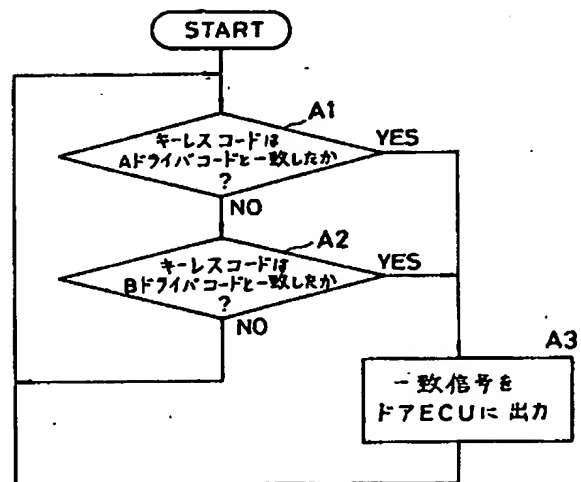 START
A1
キーレスコードは
Aドライバコードと一致したか
?
YES
NO
A2
キーレスコードは
Bドライバコードと一致したか
?
YES
NO
A3
一致信号を
ドアECUに出力